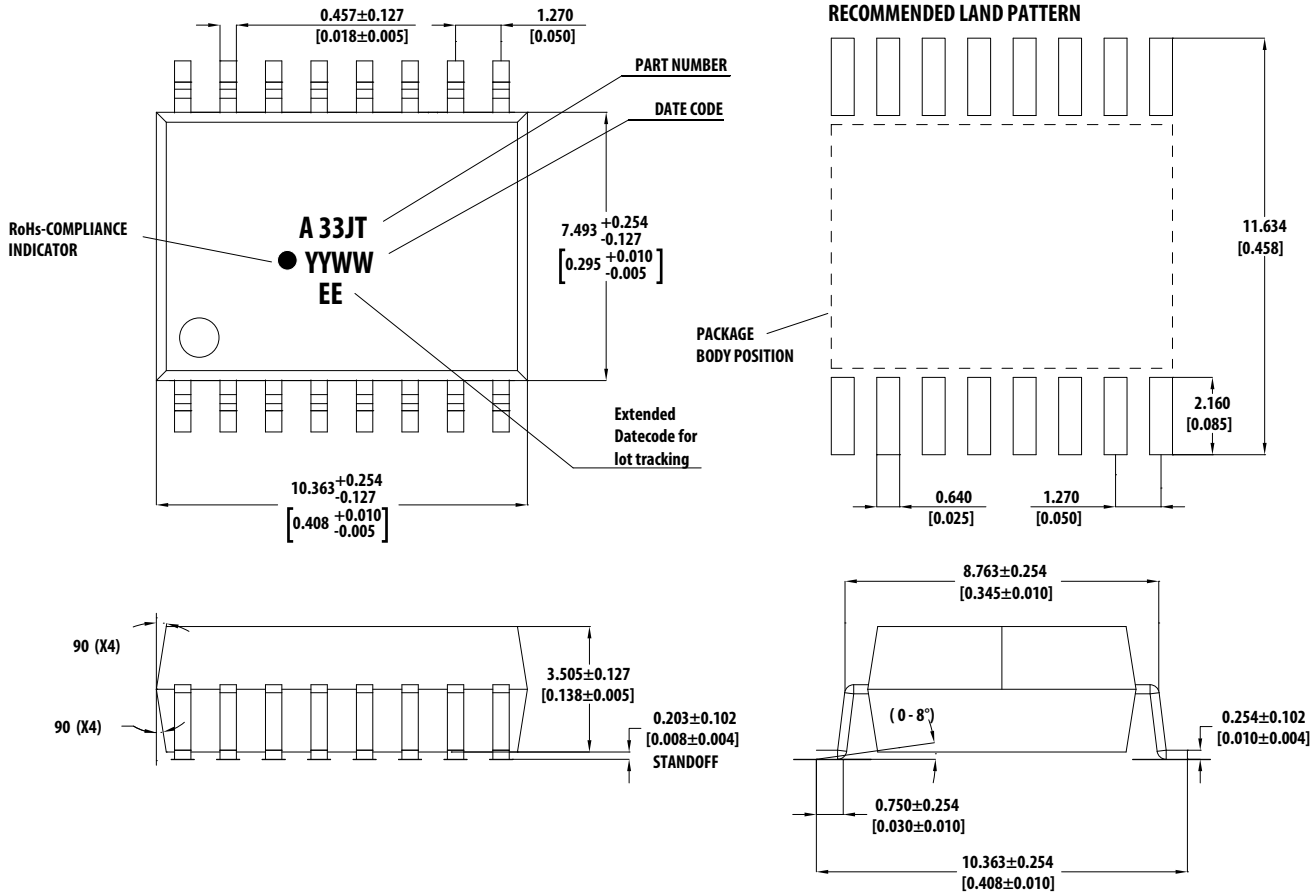 0.457±0.127
[0.018±0.005]
1.270
[0.050]
PART NUMBER
DATE CODE
RoHs-COMPLIANCE
INDICATOR
A 33JT
YYWW
EE
7.493 +0.254
-0.127
[0.295 +0.010
-0.005]
Extended
Datecode for
lot tracking
10.363 +0.254
-0.127
[0.408 +0.010
-0.005]
RECOMMENDED LAND PATTERN
11.634
[0.458]
PACKAGE
BODY POSITION
2.160
[0.085]
0.640
[0.025]
1.270
[0.050]
90 (X4)
90 (X4)
3.505±0.127
[0.138±0.005]
0.203±0.102
[0.008±0.004]
STANDOFF
8.763±0.254
[0.345±0.010]
( 0 - 8°)
0.254±0.102
[0.010±0.004]
0.750±0.254
[0.030±0.010]
10.363±0.254
[0.408±0.010]